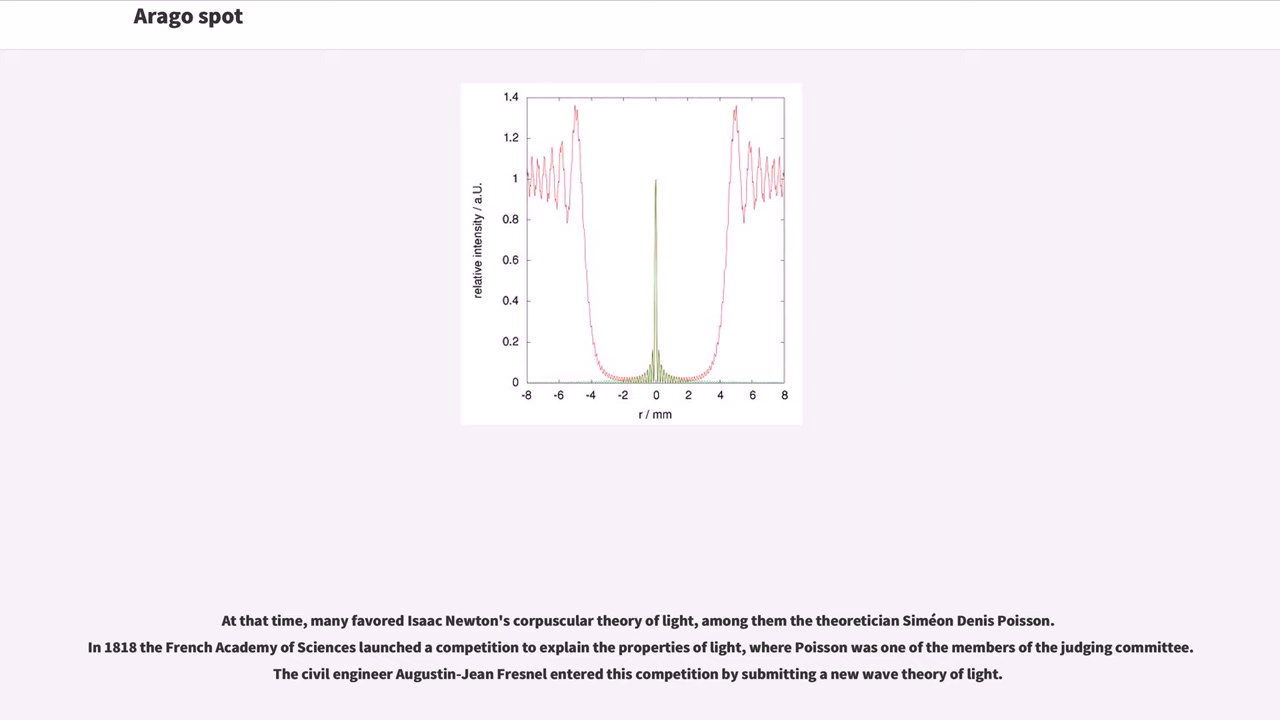 Arago spot
1.4
1.2
1
0.8
0.6
0.4
0.2
0
relative intensity / a.U.
-8 -6 -4 -2 0 2 4 6 8
r / mm
At that time, many favored Isaac Newton's corpuscular theory of light, among them the theoretician Siméon Denis Poisson.
In 1818 the French Academy of Sciences launched a competition to explain the properties of light, where Poisson was one of the members of the judging committee.
The civil engineer Augustin-Jean Fresnel entered this competition by submitting a new wave theory of light.